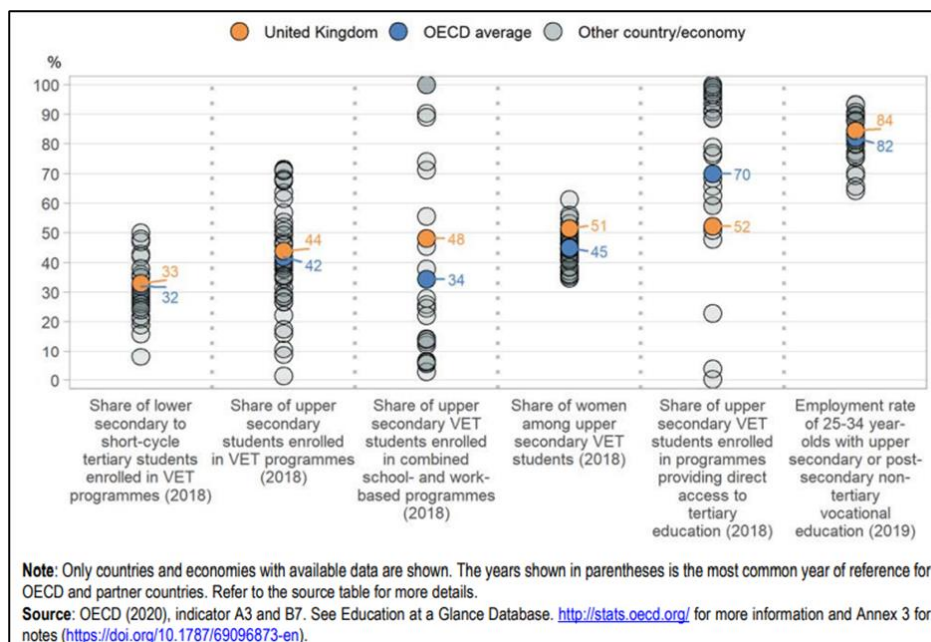 United Kingdom OECD average Other country/economy
%
100
90
80
70
60
50
40
30
20
10
0
33
32
44
42
48
34
51
45
70
52
84
82
Share of lower
secondary to
short-cycle
tertiary students
enrolled in VET
programmes (2018)
Share of upper
secondary
students enrolled
in VET programmes
(2018)
Share of upper
secondary VET
students enrolled
in combined
school- and work-
based programmes
(2018)
Share of women
among upper
secondary VET
students (2018)
Share of upper
secondary VET
students enrolled
in programmes
providing direct
access to
tertiary
education (2018)
Employment rate
of 25-34 year-
olds with upper
secondary or post-
secondary non-
tertiary
vocational
education (2019)
Note: Only countries and economies with available data are shown. The years shown in parentheses is the most common year of reference for
OECD and partner countries. Refer to the source table for more details.
Source: OECD (2020), indicator A3 and B7. See Education at a Glance Database. http://stats.oecd.org/ for more information and Annex 3 for
notes (https://doi.org/10.1787/69096873-en).